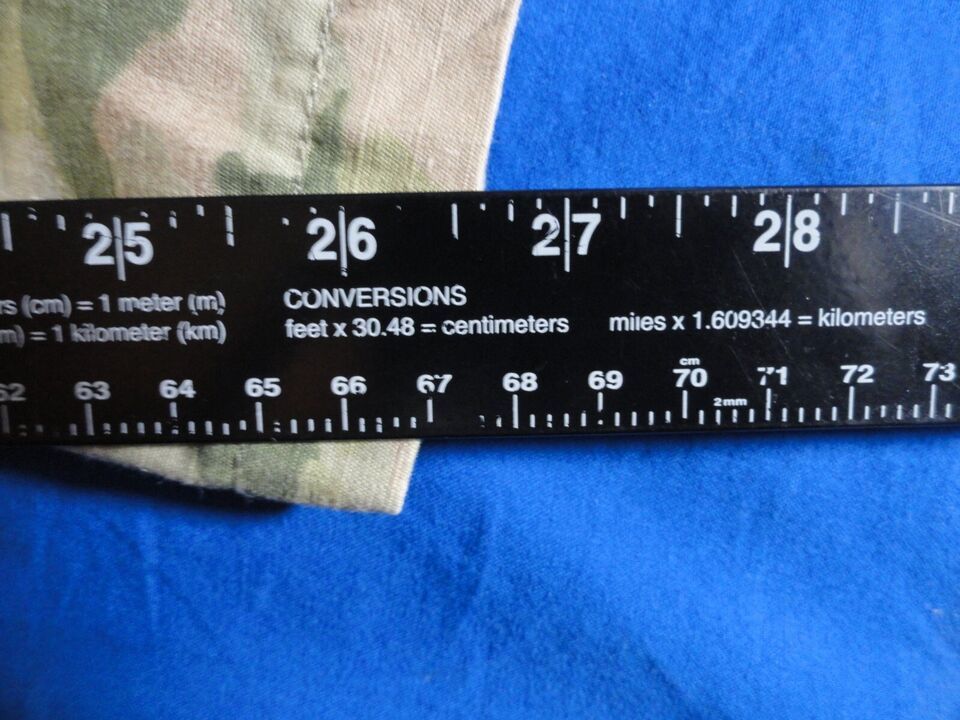 25 26 27 28
rs (cm) = 1 meter (m)
m) = 1 kilometer (km)
CONVERSIONS
feet x 30.48 = centimeters
miles x 1.609344 = kilometers
cm
62 63 64 65 66 67 68 69 70 71 72 73
2mm